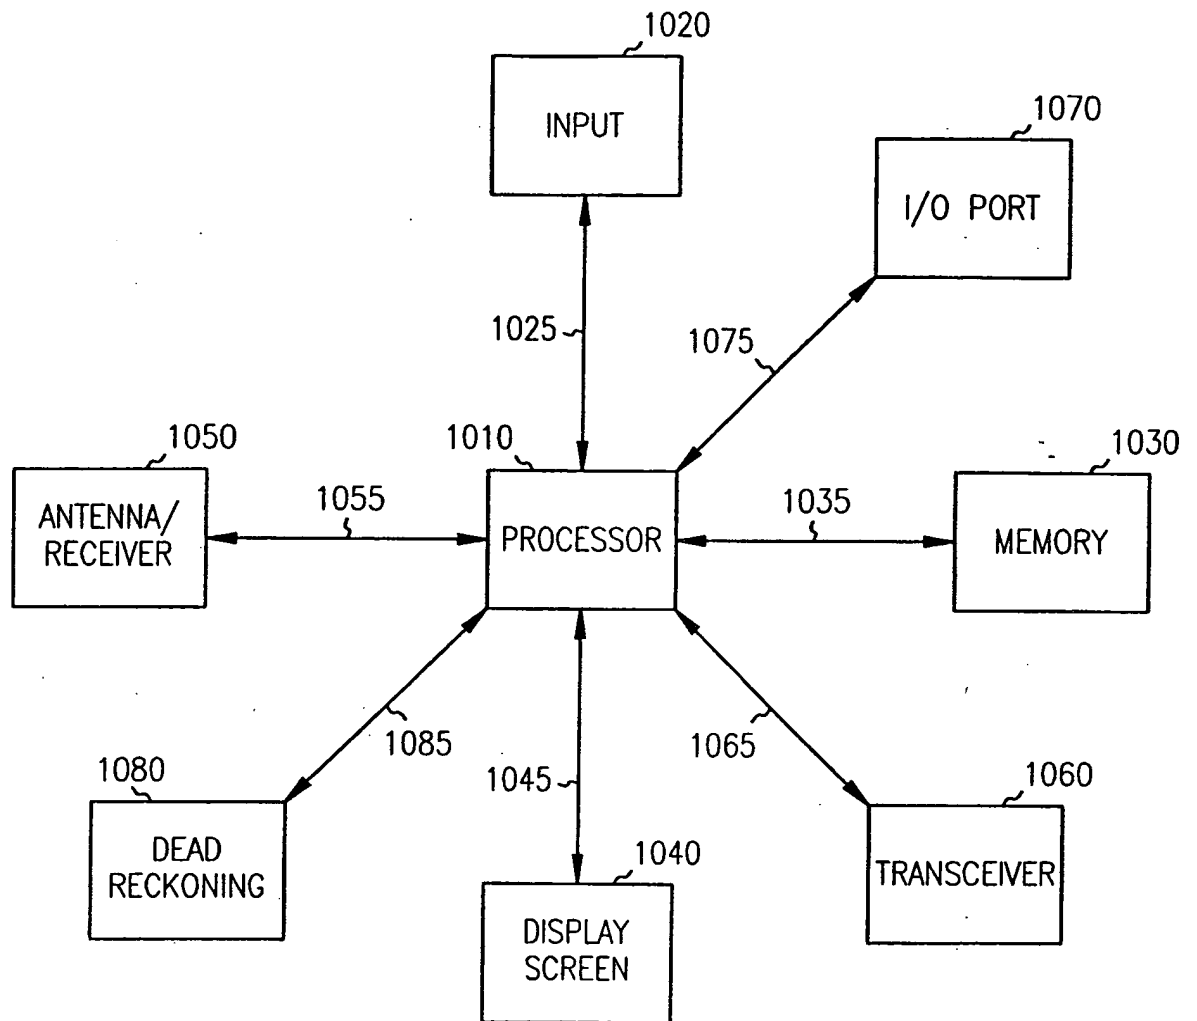 1020
INPUT
1070
I/O PORT
1025
1075
1050
ANTENNA/
RECEIVER
1055
1010
PROCESSOR
1035
1030
MEMORY
1085
1065
1045
1080
DEAD
RECKONING
1040
DISPLAY
SCREEN
1060
TRANSCEIVER